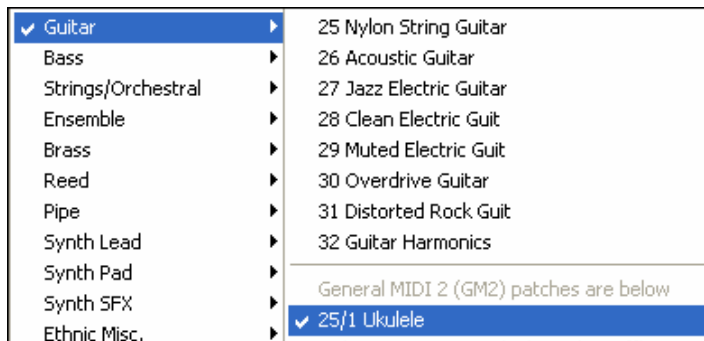 Guitar
Bass
Strings/Orchestral
Ensemble
Brass
Reed
Pipe
Synth Lead
Synth Pad
Synth SFX
Ethnic Misc.
25 Nylon String Guitar
26 Acoustic Guitar
27 Jazz Electric Guitar
28 Clean Electric Guit
29 Muted Electric Guit
30 Overdrive Guitar
31 Distorted Rock Guit
32 Guitar Harmonics
General MIDI 2 (GM2) patches are below
25/1 Ukulele